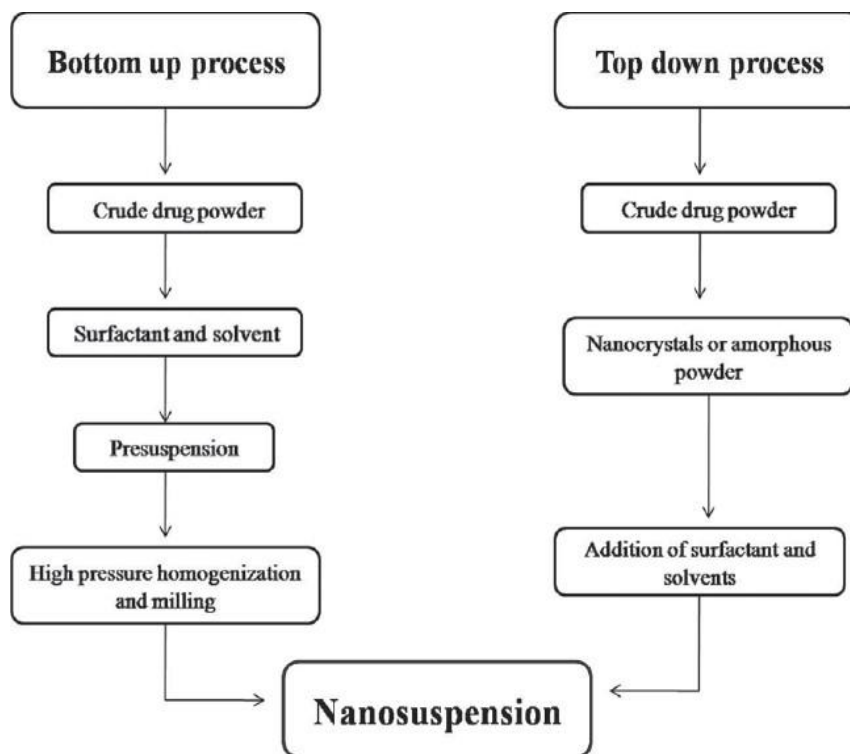 Bottom up process
Crude drug powder
Surfactant and solvent
Presuspension
High pressure homogenization
and milling
Top down process
Crude drug powder
Nanocrystals or amorphous
powder
Addition of surfactant and
solvents
Nanosuspension